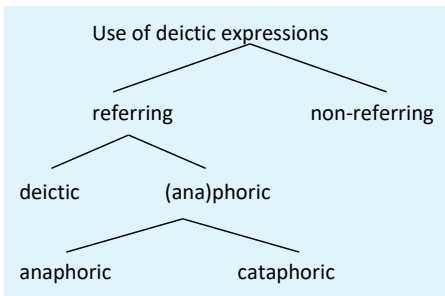 Use of deictic expressions
referring non-referring
deictic (ana)phoric
anaphoric cataphoric